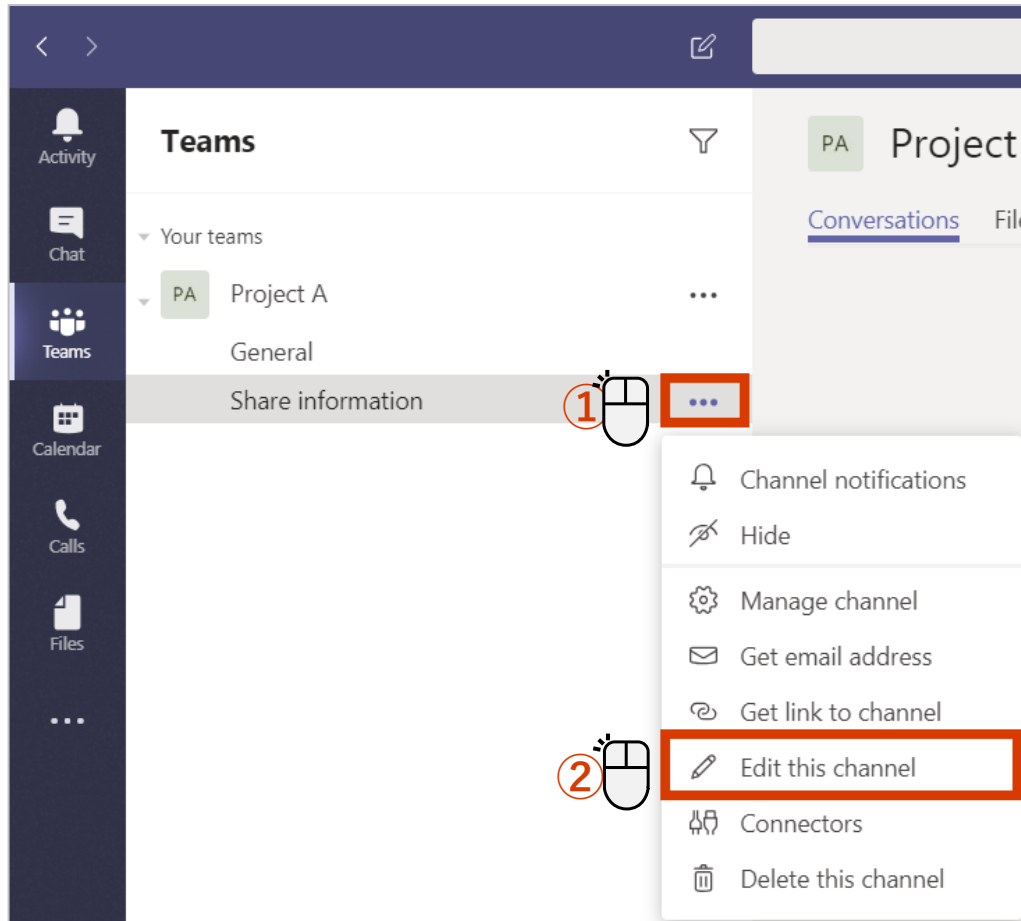 Activity
Chat
Teams
Calendar
Calls
Files
Teams
Your teams
PA Project A
General
Share information
①
PA Project
Conversations File
Channel notifications
Hide
Manage channel
Get email address
Get link to channel
② Edit this channel
Connectors
Delete this channel